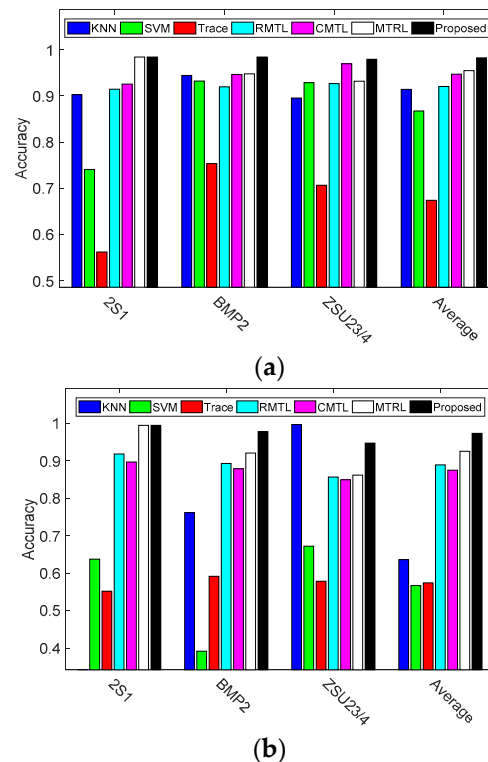 KNN SVM Trace RMTL CMTL MTRL Proposed
1
0.9
0.8
0.7
0.6
0.5
Accuracy
2S1 BMP2 ZSU23/4 Average
(a)
KNN SVM Trace RMTL CMTL MTRL Proposed
1
0.9
0.8
0.7
0.6
0.5
0.4
Accuracy
2S1 BMP2 ZSU23/4 Average
(b)